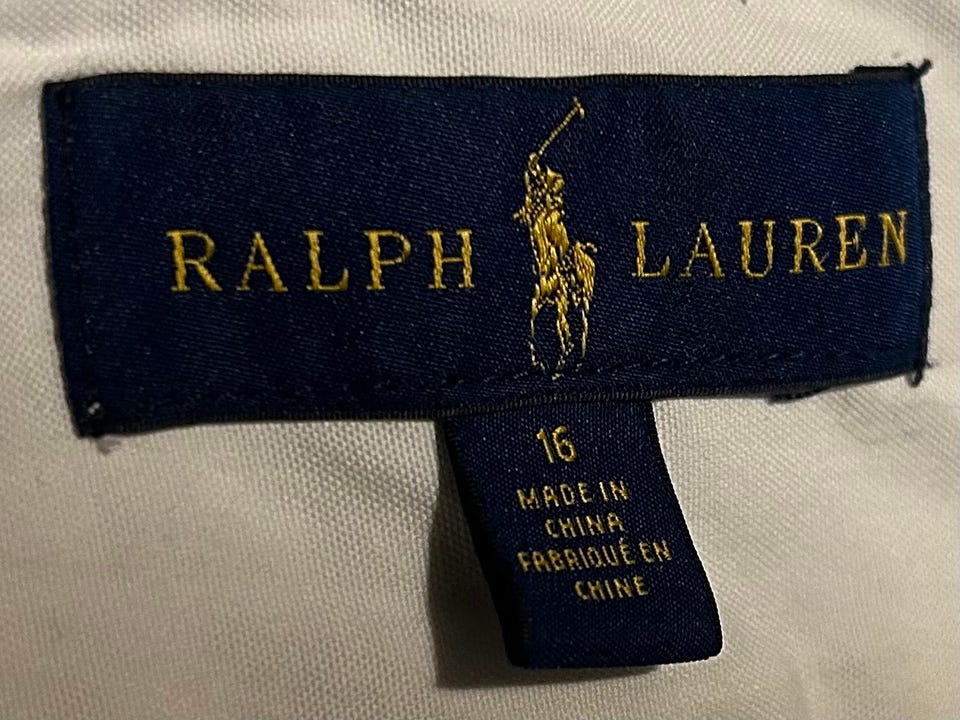 RALPH LAUREN
16
MADE IN
CHINA
FABRIQUÉ EN
CHINE